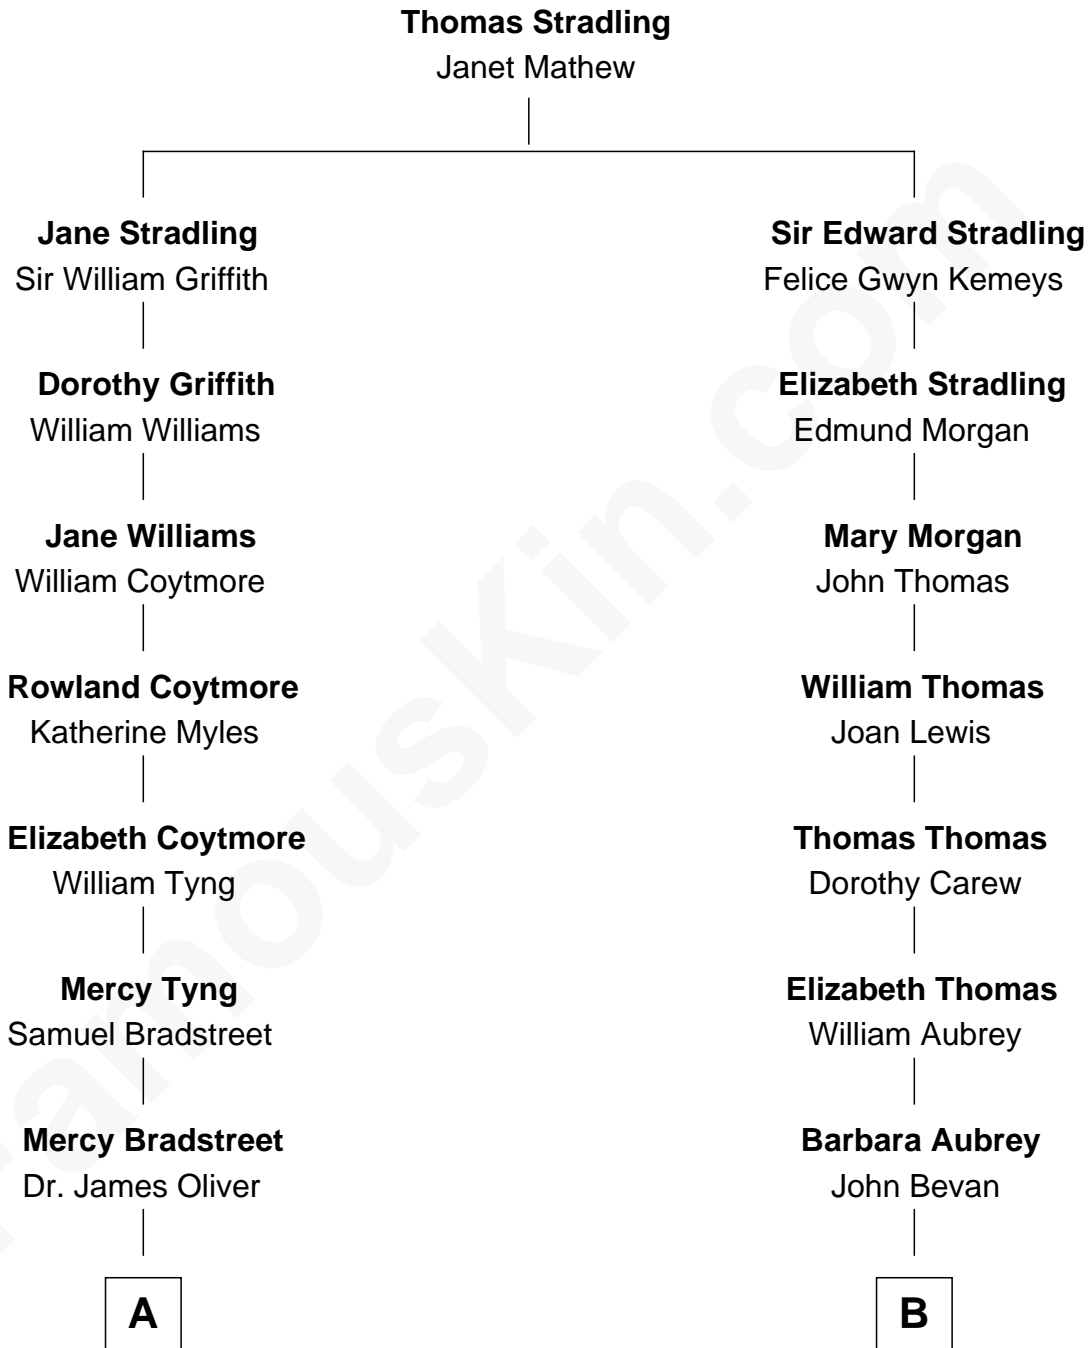 Thomas Stradling
Janet Mathew
Jane Stradling
Sir William Griffith
Sir Edward Stradling
Felice Gwyn Kemeys
Dorothy Griffith
William Williams
Elizabeth Stradling
Edmund Morgan
Jane Williams
William Coytmore
Mary Morgan
John Thomas
Rowland Coytmore
Katherine Myles
William Thomas
Joan Lewis
Elizabeth Coytmore
William Tyng
Thomas Thomas
Dorothy Carew
Mercy Tyng
Samuel Bradstreet
Elizabeth Thomas
William Aubrey
Mercy Bradstreet
Dr. James Oliver
Barbara Aubrey
John Bevan
A
B
FamousKin.com